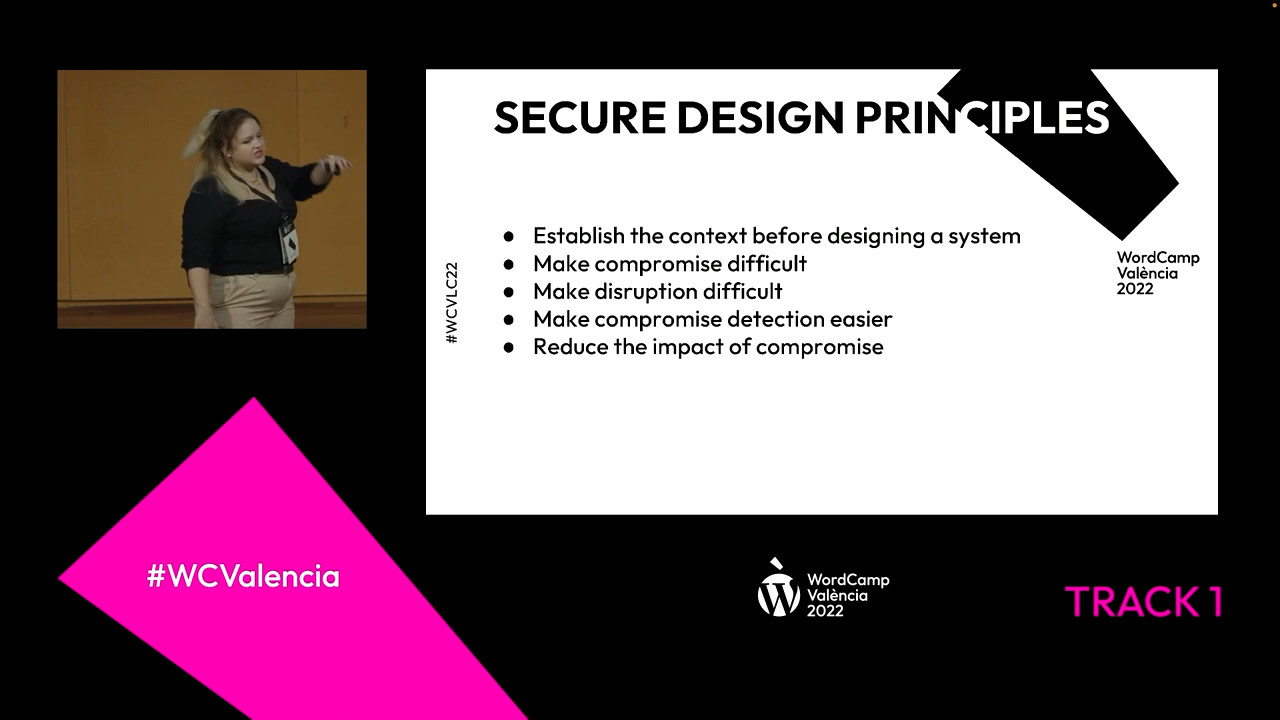 SECURE DESIGN PRINCIPLES
● Establish the context before designing a system
● Make compromise difficult
● Make disruption difficult
● Make compromise detection easier
● Reduce the impact of compromise
#WCVLC22
WordCamp
València
2022
#WCValencia
WordCamp
València
2022
TRACK 1